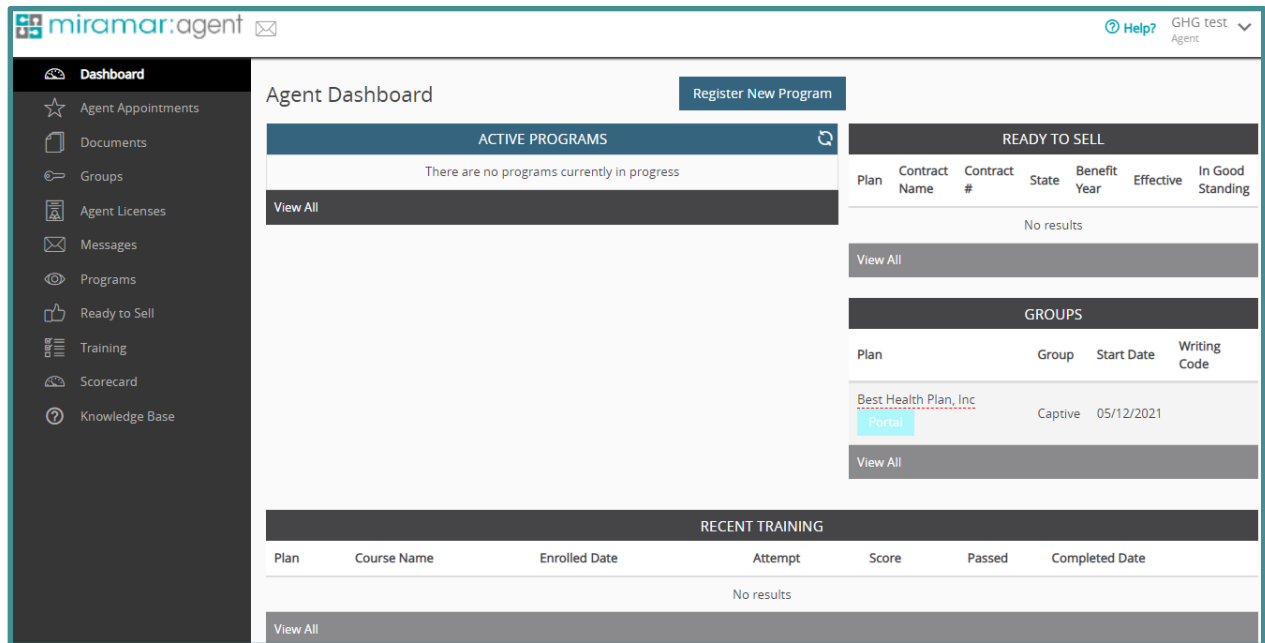 miramar:agent
Help?
GHG test
Agent
Dashboard
Agent Appointments
Documents
Groups
Agent Licenses
Messages
Programs
Ready to Sell
Training
Scorecard
Knowledge Base
Agent Dashboard
Register New Program
ACTIVE PROGRAMS
There are no programs currently in progress
View All
READY TO SELL
Plan Contract Name Contract # State Benefit Year Effective In Good Standing
No results
View All
GROUPS
Plan Group Start Date Writing Code
Best Health Plan, Inc Captive 05/12/2021
Portal
View All
RECENT TRAINING
Plan Course Name Enrolled Date Attempt Score Passed Completed Date
No results
View All